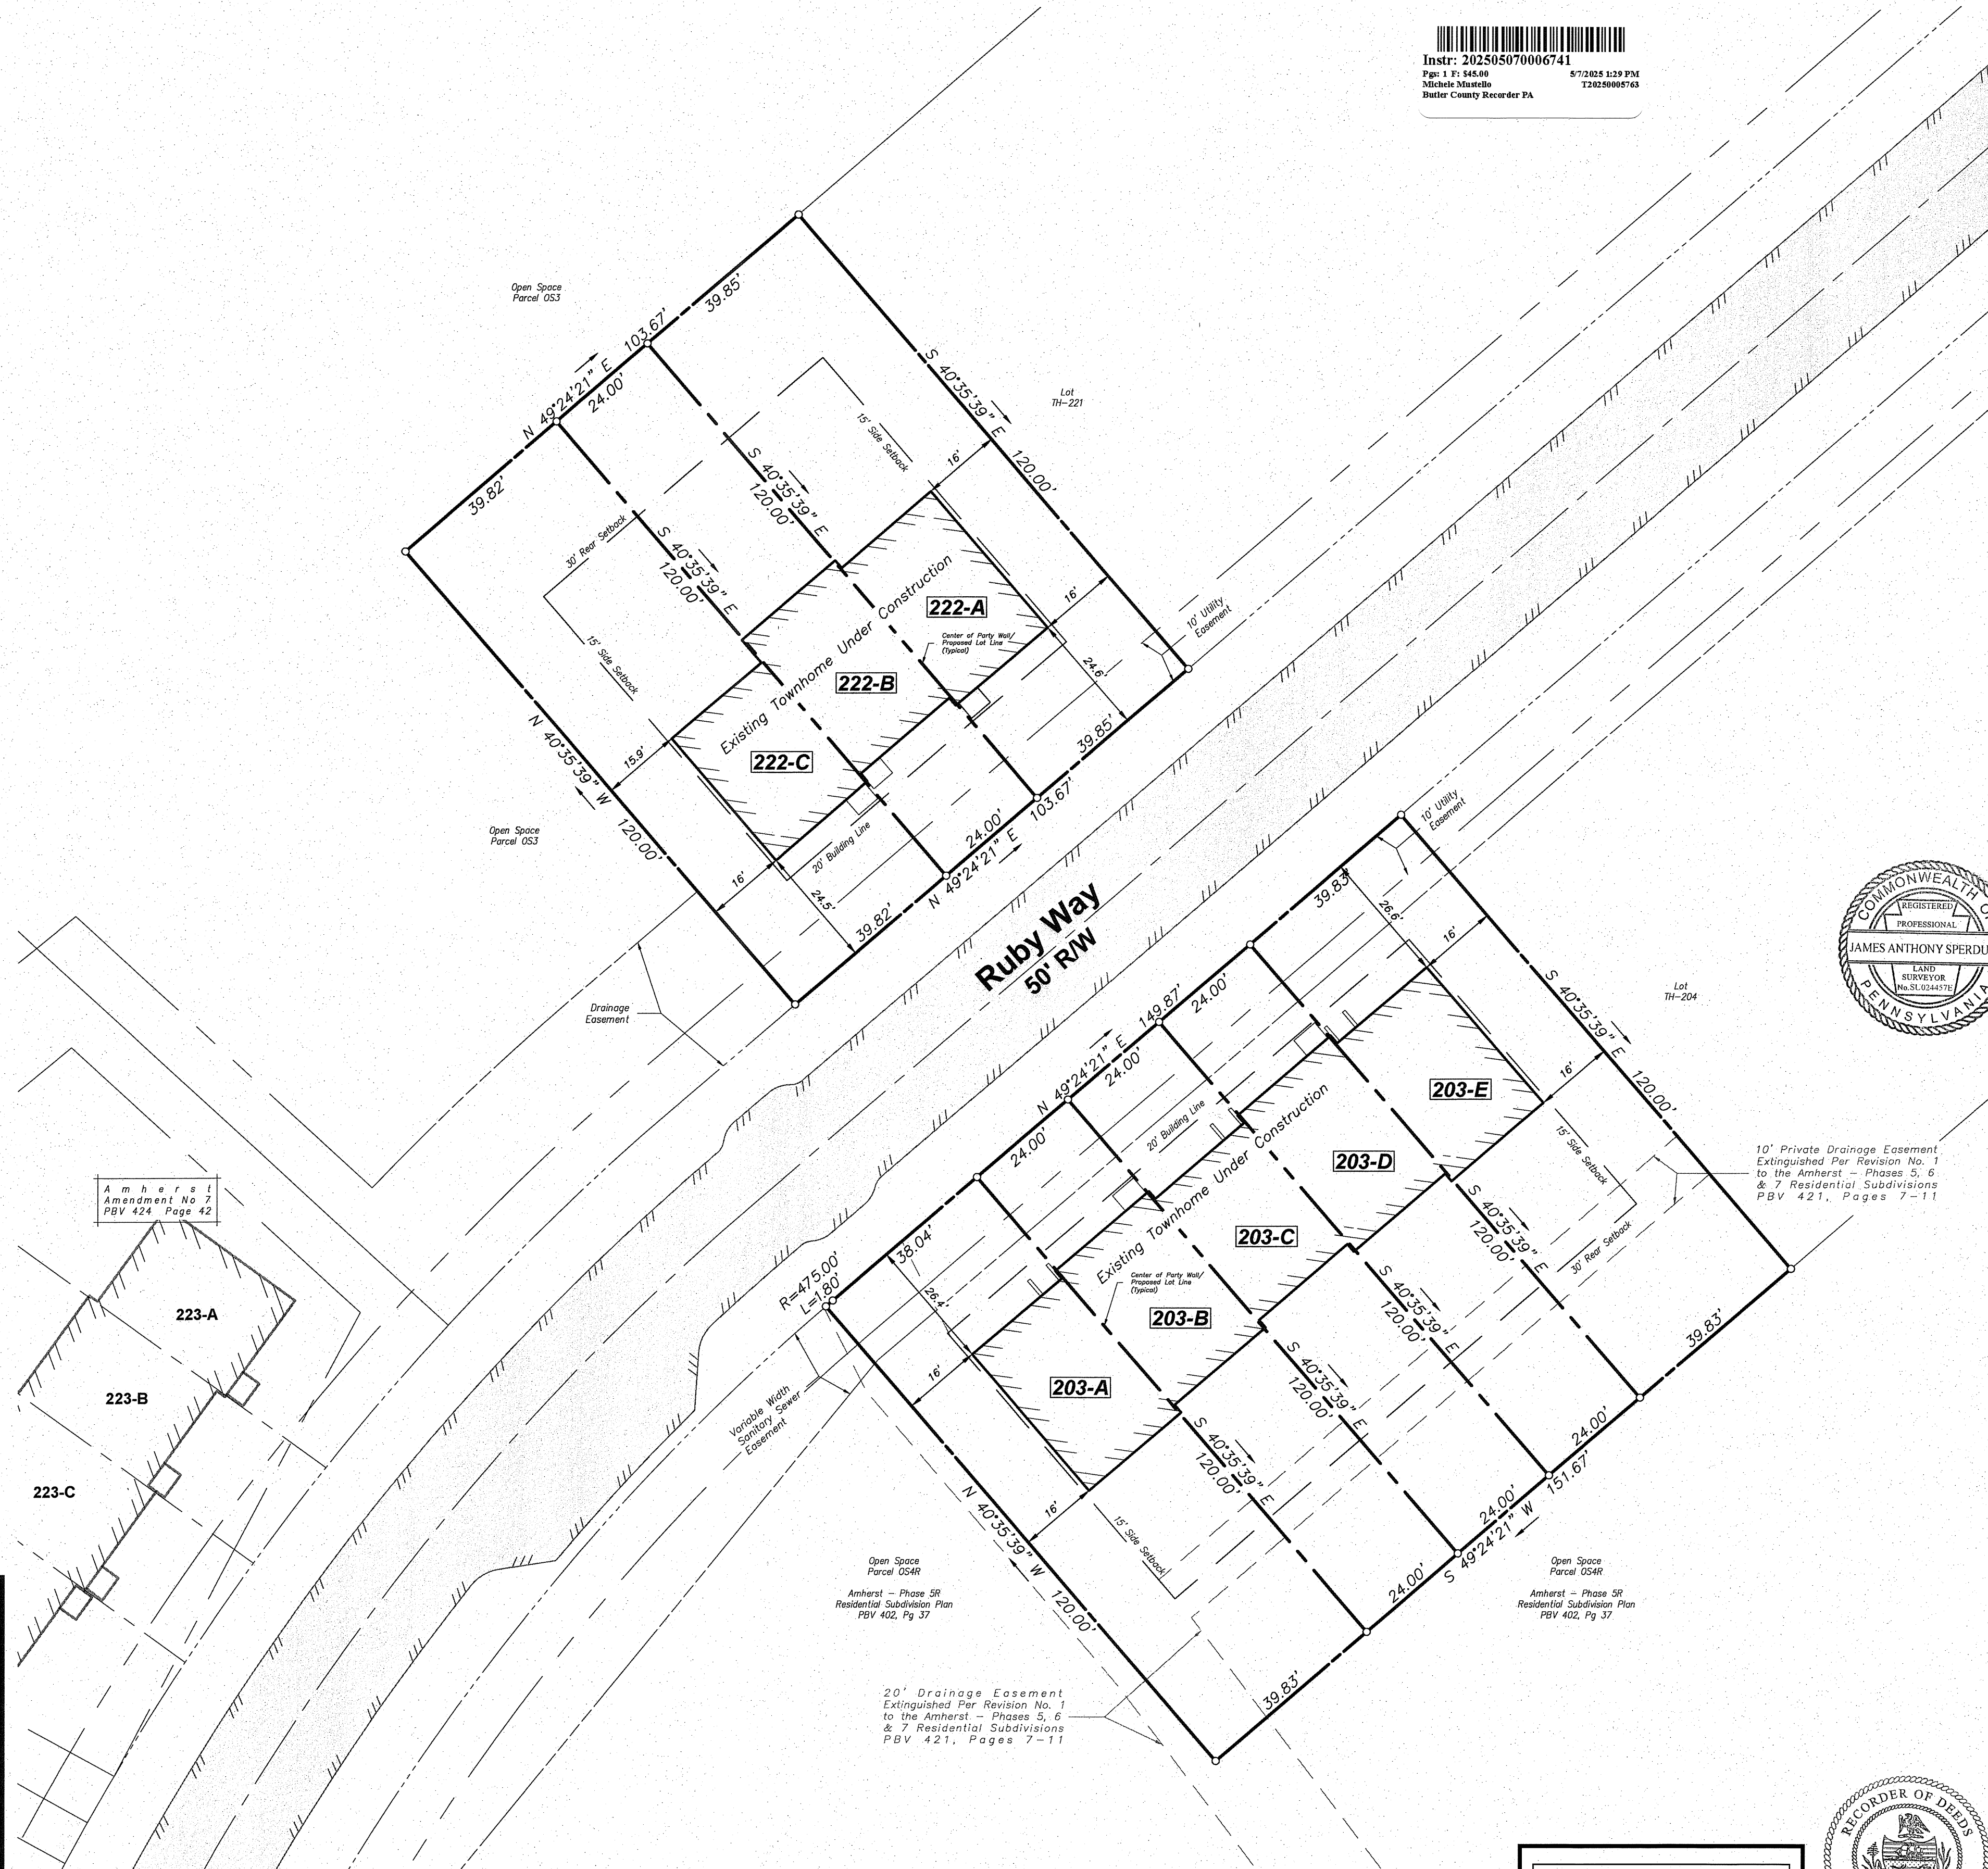 Instr: 202505070006741
Pgs: 1 F: $45.00 5/7/2025 1:29 PM
Michele Mustello T20250005763
Butler County Recorder PA
Open Space
Parcel OS3
39.85'
103.67'
N 49°24'21" E
24.00'
39.82'
S 40°35'39" E
120.00'
Lot
TH-221
15' Side Setback
16'
S 40°35'39" E
120.00'
30' Rear Setback
S 40°35'39" E
120.00'
15' Side Setback
Existing Townhome Under Construction
222-A
Center of Party Wall/
Proposed Lot Line
(Typical)
222-B
222-C
16'
24.6'
10' Utility
Easement
39.85'
103.67'
24.00'
N 49°24'21" E
39.82'
15.9'
N 40°35'39" W
120.00'
16'
24.5'
20' Building Line
Open Space
Parcel OS3
Drainage
Easement
Ruby Way
50' R/W
10' Utility
Easement
39.83'
26.6'
16'
149.87'
24.00'
N 49°24'21" E
24.00'
24.00'
38.04'
R=475.00'
L=1.80'
26.4'
16'
S 40°35'39" E
120.00'
Lot
TH-204
16'
15' Side Setback
30' Rear Setback
20' Building Line
Existing Townhome Under Construction
203-E
203-D
203-C
203-B
203-A
Center of Party Wall/
Proposed Lot Line
(Typical)
S 40°35'39" E
120.00'
S 40°35'39" E
120.00'
S 40°35'39" E
120.00'
S 40°35'39" E
120.00'
10' Private Drainage Easement
Extinguished Per Revision No. 1
to the Amherst - Phases 5, 6
& 7 Residential Subdivisions
PBV 421, Pages 7-11
39.83'
24.00'
151.67'
24.00'
S 49°24'21" W
24.00'
39.83'
Variable Width
Sanitary Sewer
Easement
N 40°35'39" W
120.00'
16'
15' Side Setback
Open Space
Parcel OS4R
Amherst - Phase 5R
Residential Subdivision Plan
PBV 402, Pg 37
Open Space
Parcel OS4R
Amherst - Phase 5R
Residential Subdivision Plan
PBV 402, Pg 37
20' Drainage Easement
Extinguished Per Revision No. 1
to the Amherst - Phases 5, 6
& 7 Residential Subdivisions
PBV 421, Pages 7-11
Amherst
Amendment No 7
PBV 424 Page 42
223-A
223-B
223-C
COMMONWEALTH O
REGISTERED
PROFESSIONAL
JAMES ANTHONY SPERDU
LAND
SURVEYOR
No.SL024457E
PENNSYLVANIA
RECORDER OF DEEDS